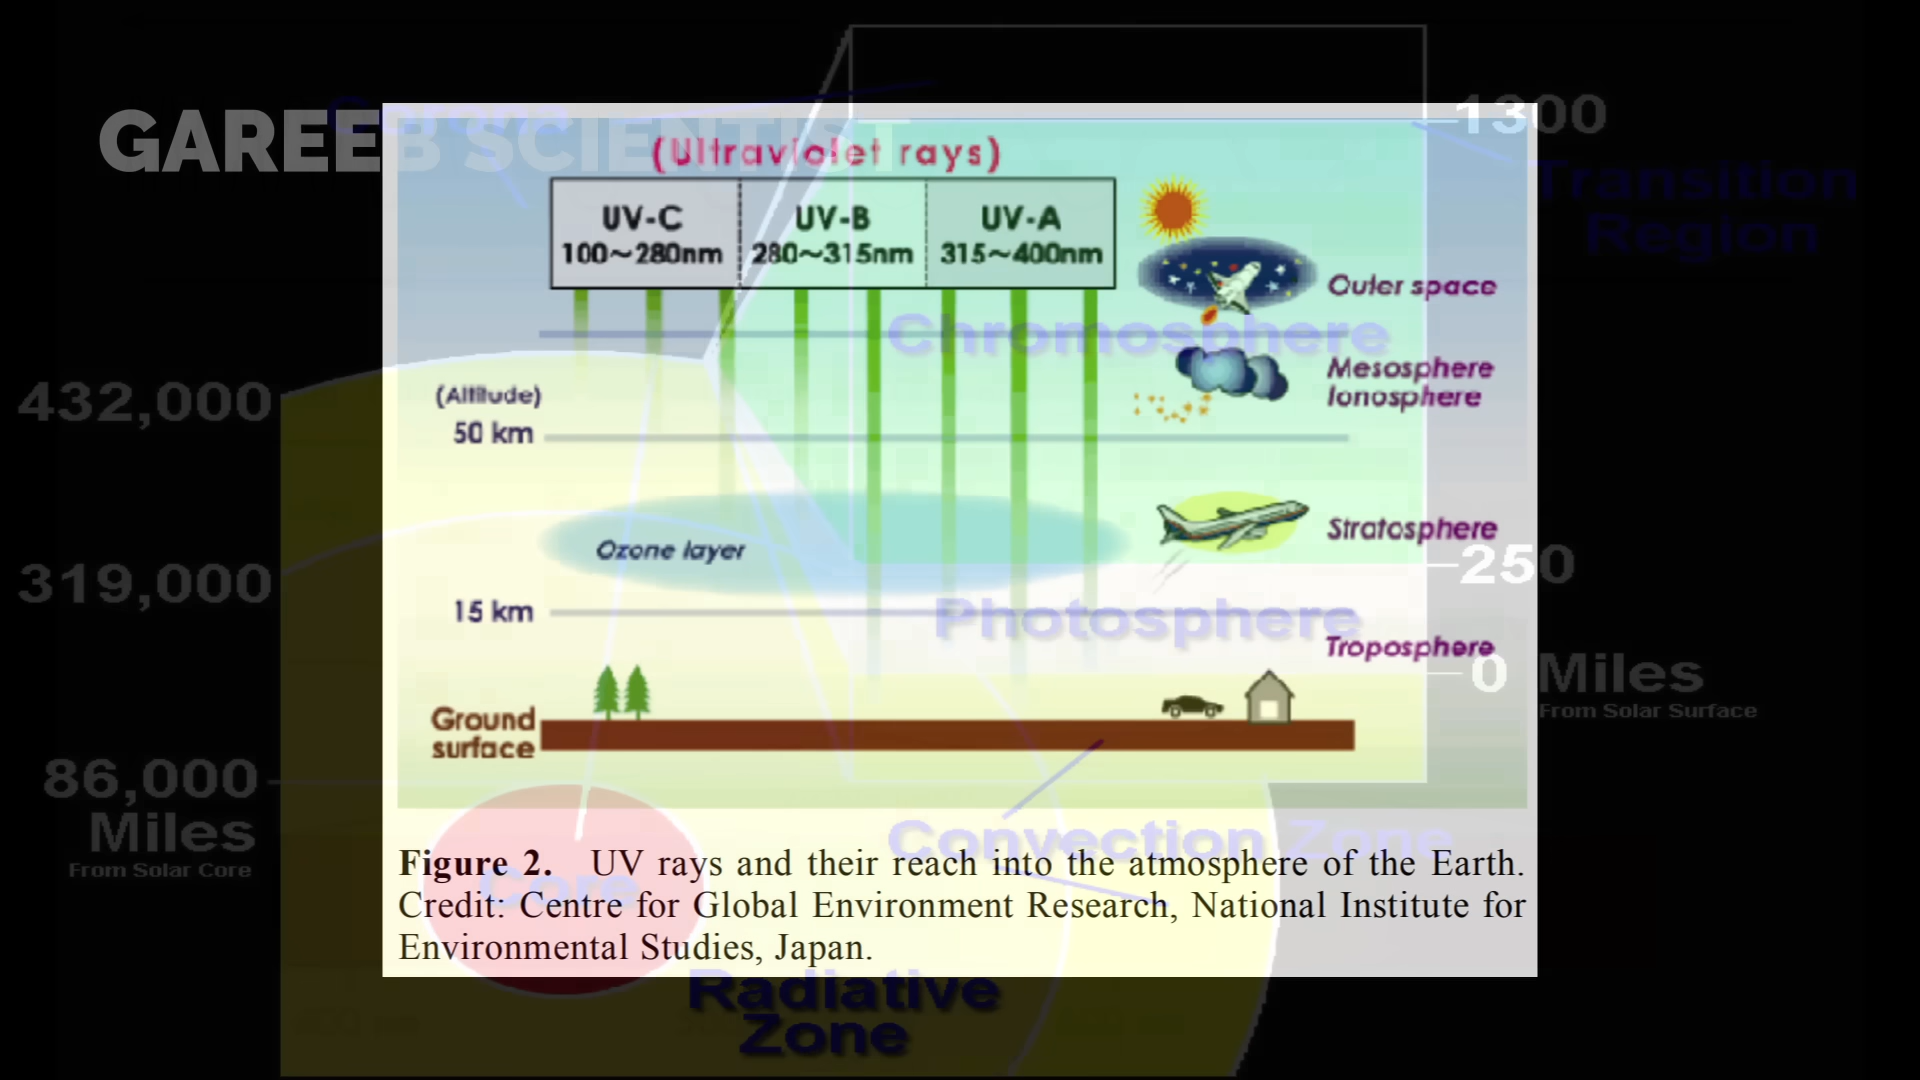 GAREEB SCIENTIST
Corona
1300
Transition
Region
(Ultraviolet rays)
UV-C
100~280nm
UV-B
280~315nm
UV-A
315~400nm
Outer space
Chromosphere
Mesosphere
Ionosphere
(Altitude)
50 km
432,000
Ozone layer
Stratosphere
250
319,000
15 km
Photosphere
Troposphere
0 Miles
From Solar Surface
Ground
surface
86,000
Miles
From Solar Core
Convection Zone
Core
Figure 2. UV rays and their reach into the atmosphere of the Earth.
Credit: Centre for Global Environment Research, National Institute for
Environmental Studies, Japan.
Radiative
Zone